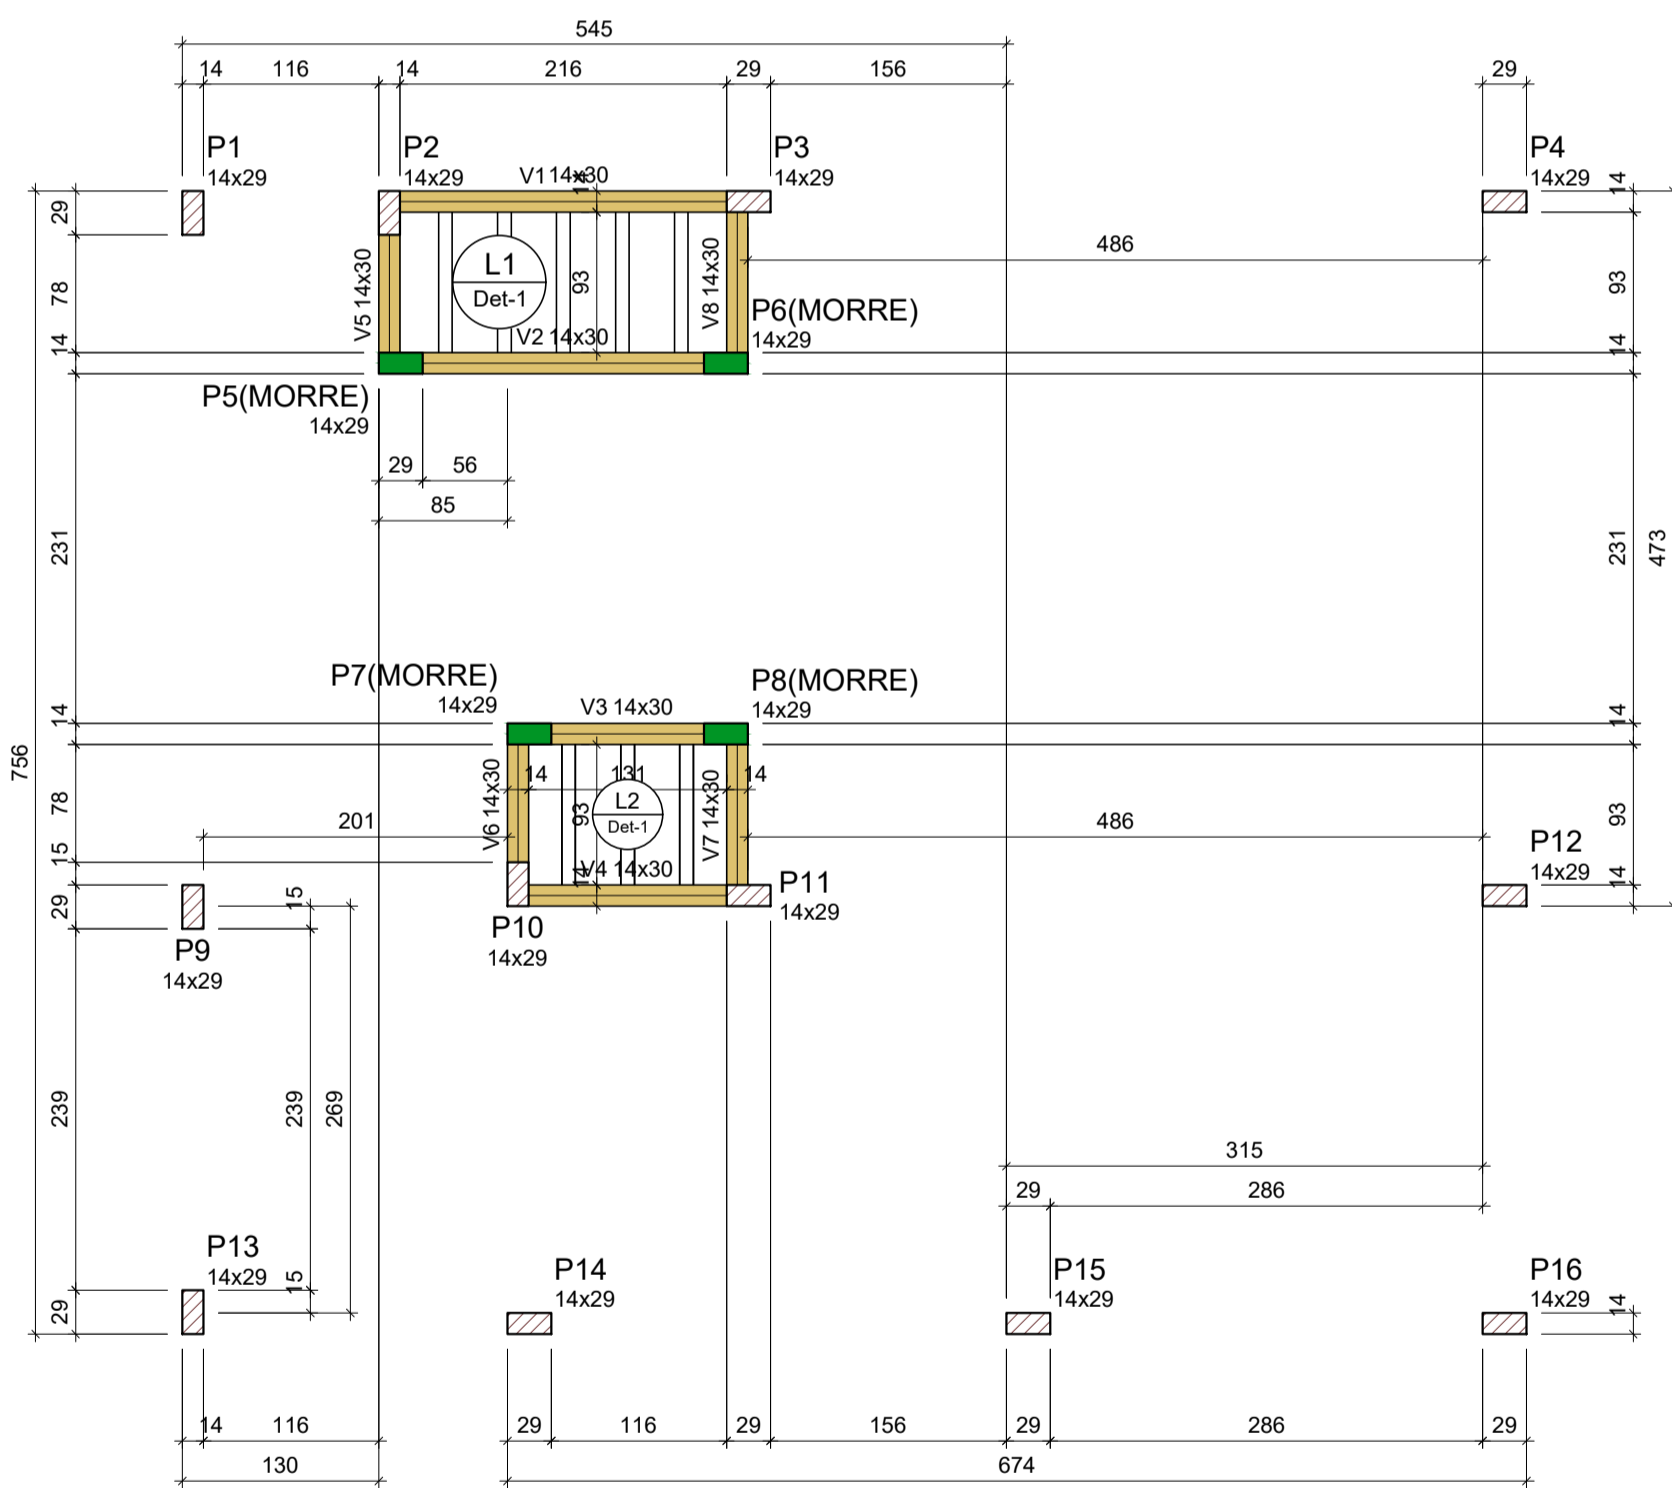 545
14 116 14 216 29 156 29
P1
14x29
P2
14x29
V1 14x30
14
P3
14x29
P4
14x29
14
29
78
14
V5 14x30
L1
Det-1
93
V8 14x30
486
93
P6(MORRE)
14x29
V2 14x30
14
P5(MORRE)
14x29
29 56
85
231
231
473
756
P7(MORRE)
14x29
V3 14x30
P8(MORRE)
14x29
14
14
78
V6 14x30
14 131 14
93
L2
Det-1
V7 14x30
201
486
93
15
V4 14x30
14
P11
14x29
P12
14x29
14
29
15
P9
14x29
P10
14x29
239
239
269
315
29 286
P13
14x29
15
29
P14
14x29
P15
14x29
P16
14x29
14
14 116 29 116 29 156 29 286 29
130 674